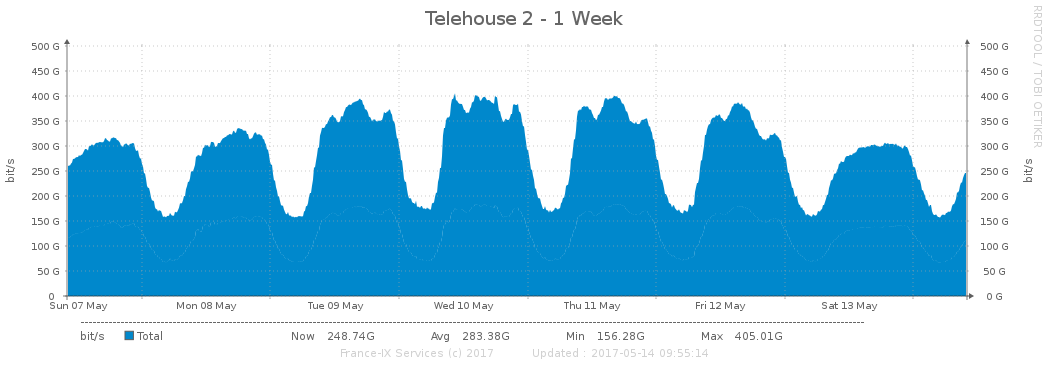 Telehouse 2 - 1 Week
RRDTOOL / TOBI OETIKER
500 G 500 G
450 G 450 G
400 G 400 G
350 G 350 G
300 G 300 G
250 G 250 G
200 G 200 G
150 G 150 G
100 G 100 G
50 G 50 G
0 0 G
bit/s bit/s
Sun 07 May Mon 08 May Tue 09 May Wed 10 May Thu 11 May Fri 12 May Sat 13 May
bit/s Total Now 248.74G Avg 283.38G Min 156.28G Max 405.01G
France-IX Services (c) 2017 Updated : 2017-05-14 09:55:14